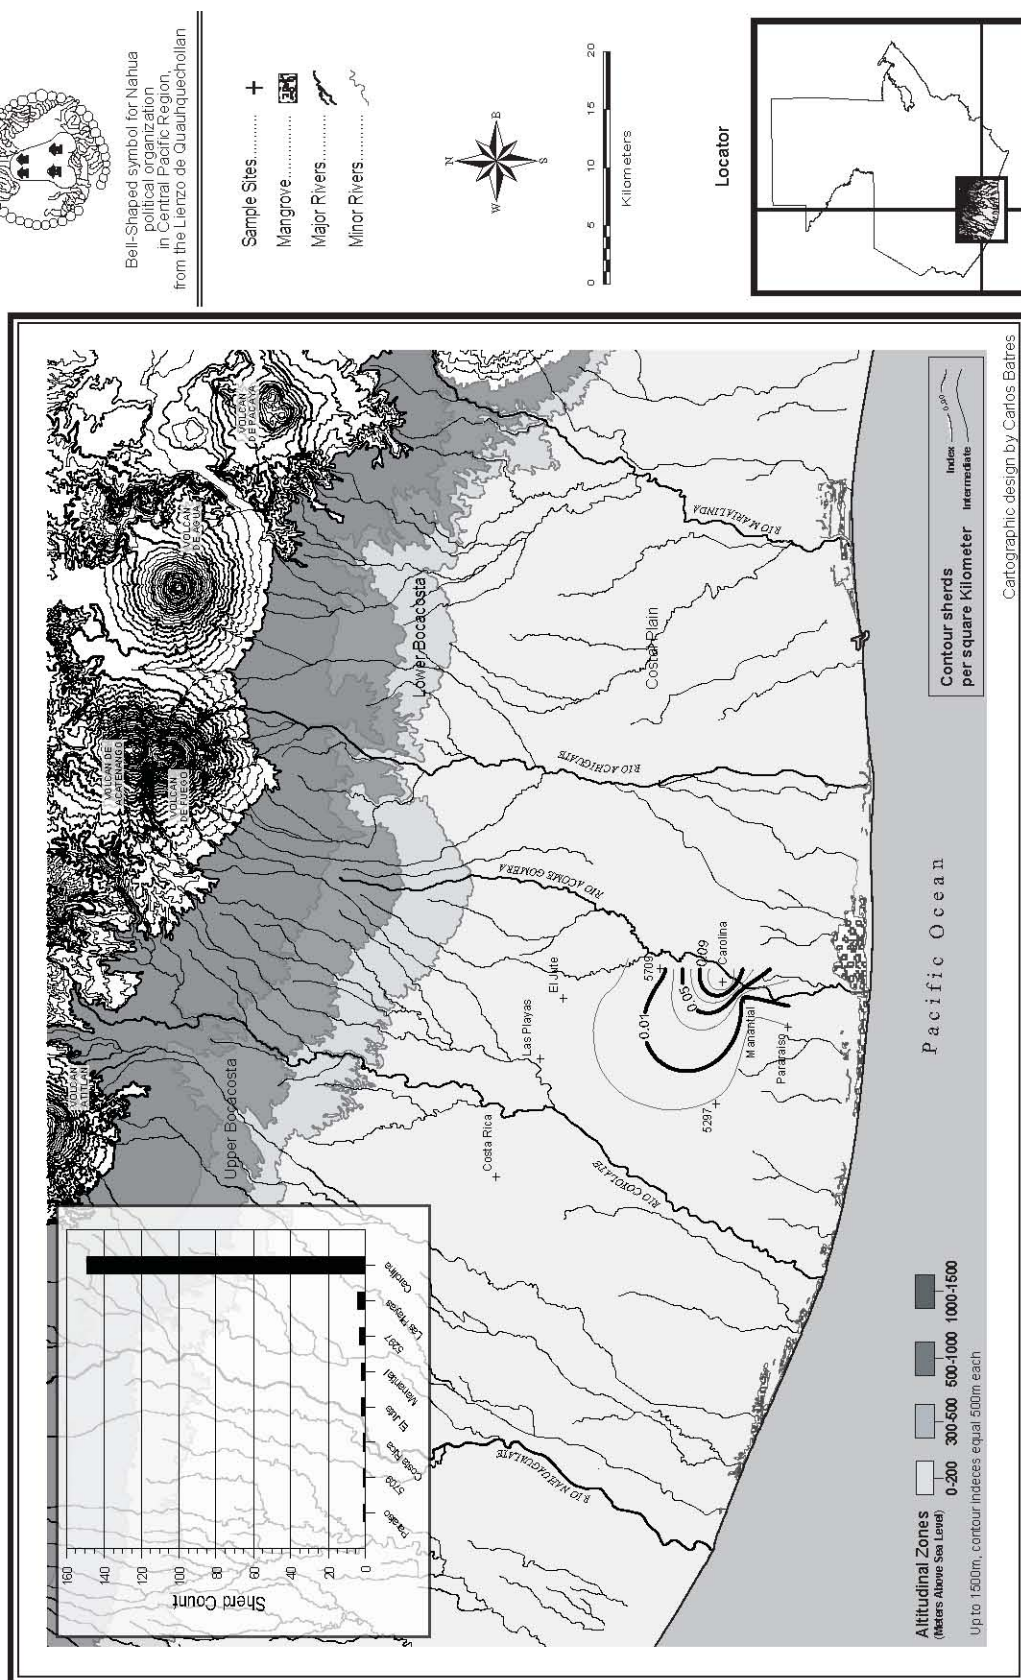 Bell-Shaped symbol for Nahua
political organization
in Central Pacific Region,
from the Lienzo de Quauhquechollan
Sample Sites.........
Mangrove.............
Major Rivers.........
Minor Rivers.........
N
W
E
S
0
5
10
15
20
Kilometers
Locator
VOLCAN
ATITLAN
VOLCAN DE
ACATENANGO
VOLCAN
DE FUEGO
VOLCAN
DE AGUA
VOLCAN
DE PACAYA
Upper Bocacosta
Lower Bocacosta
Costal Plain
RIO NAHUAGUALATE
RIO COYOLATE
RIO ACOME GOMERA
RIO ACHIGUATE
RIO MARIALINDA
Costa Rica
Las Playas
El Jute
5709
0.01
0.05
0.09
Carolina
Manantial
Pararaiso
5297
Pacific Ocean
Sherd Count
160
140
120
100
80
60
40
20
0
Paraiso
5709
Costa Rica
El Jute
Manantial
5297
Las Playas
Carolina
Altitudinal Zones
(Meters Above Sea Level)
0-200
300-500
500-1000
1000-1500
Up to 1500m, contour indeces equal 500m each
Contour sherds
per square Kilometer
Index
0.00
Intermediate
Cartographic design by Carlos Batres